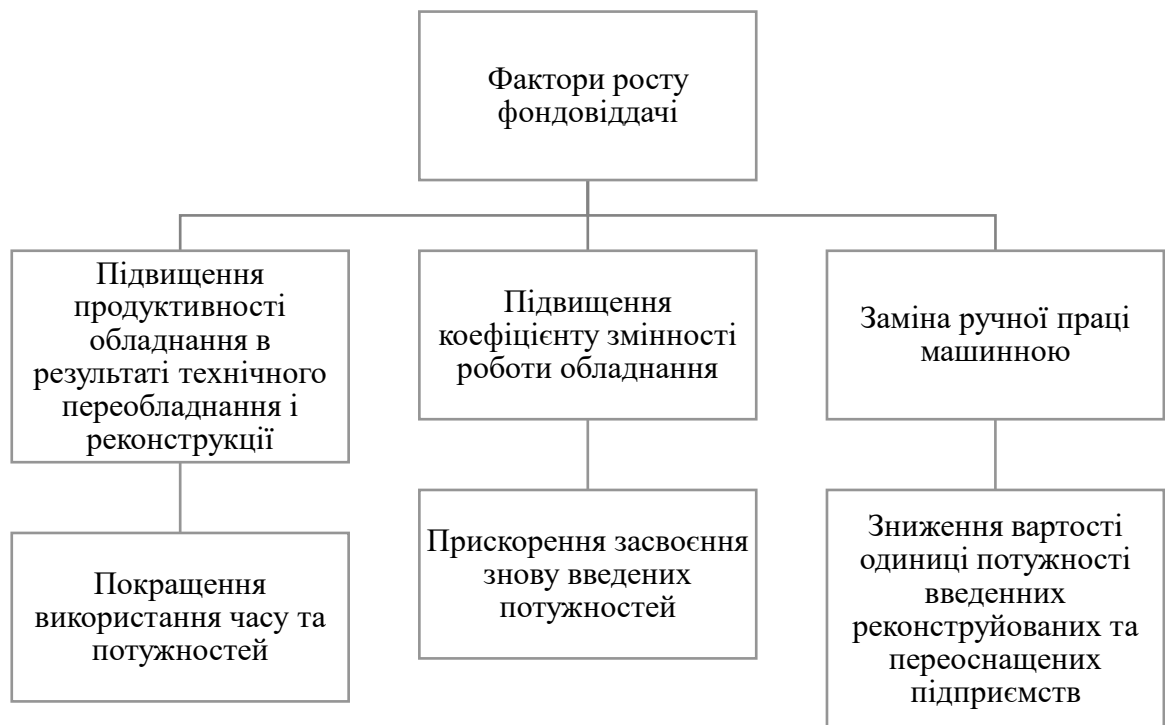 Фактори росту
фондовіддачі
Підвищення
продуктивності
обладнання в
результаті технічного
переобладнання і
реконструкції
Підвищення
коефіцієнту змінності
роботи обладнання
Заміна ручної праці
машинною
Покращення
використання часу та
потужностей
Прискорення засвоєння
знову введених
потужностей
Зниження вартості
одиниці потужності
введенних
реконструйованих та
переоснащених
підприємств